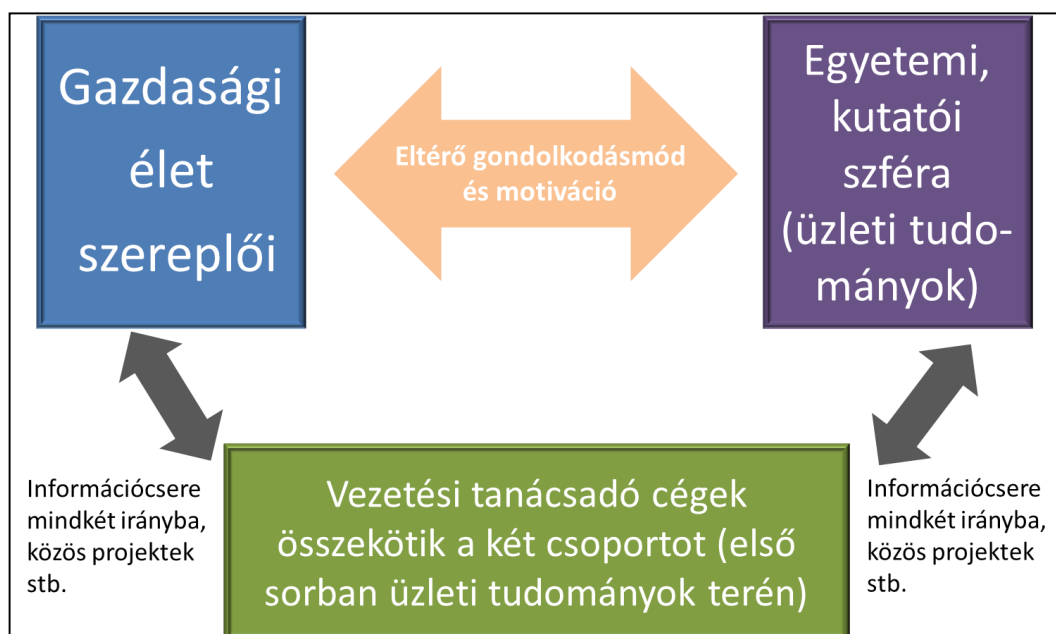 Gazdasági
élet
szereplői
Eltérő gondolkodásmód
és motiváció
Egyetemi,
kutatói
szféra
(üzleti tudo-
mányok)
Információcsere
mindkét irányba,
közös projektek
stb.
Vezetési tanácsadó cégek
összekötik a két csoportot (első
sorban üzleti tudományok terén)
Információcsere
mindkét irányba,
közös projektek
stb.